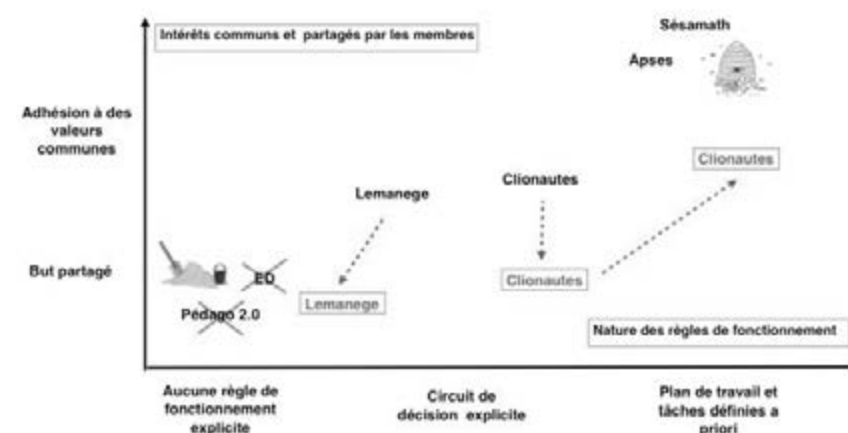 Intérêts communs et partagés par les membres
Sésamath
Apses
Adhésion à des
valeurs
communes
Clionautes
Clionautes
Lemanege
But partagé
ED
Clionautes
Lemanege
Pédago 2.0
Nature des règles de fonctionnement
Aucune règle de
fonctionnement
explicite
Circuit de
décision explicite
Plan de travail et
tâches définies a
priori